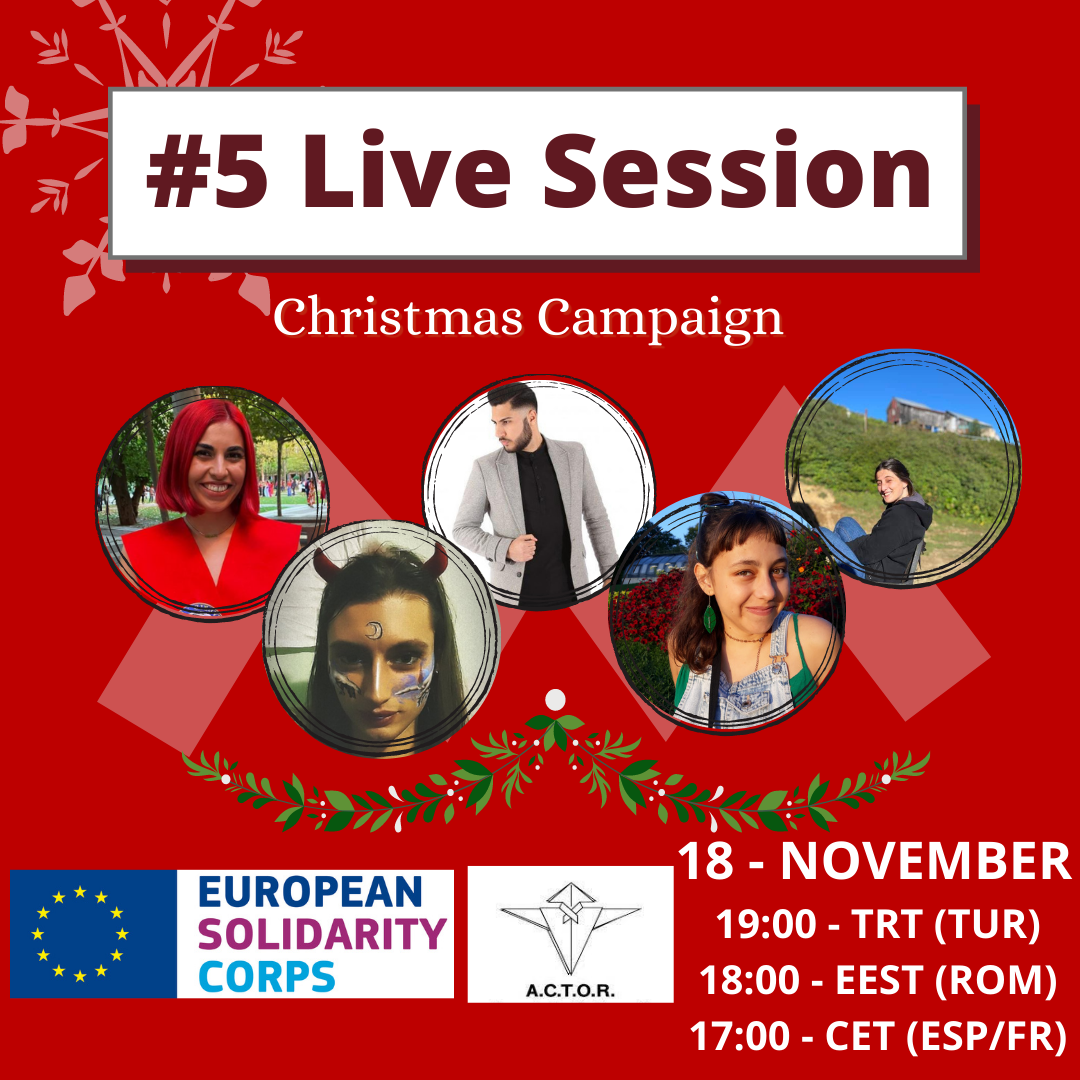 #5 Live Session
Christmas Campaign
18 - NOVEMBER
19:00 - TRT (TUR)
18:00 - EEST (ROM)
17:00 - CET (ESP/FR)
EUROPEAN
SOLIDARITY
CORPS
A.C.T.O.R.